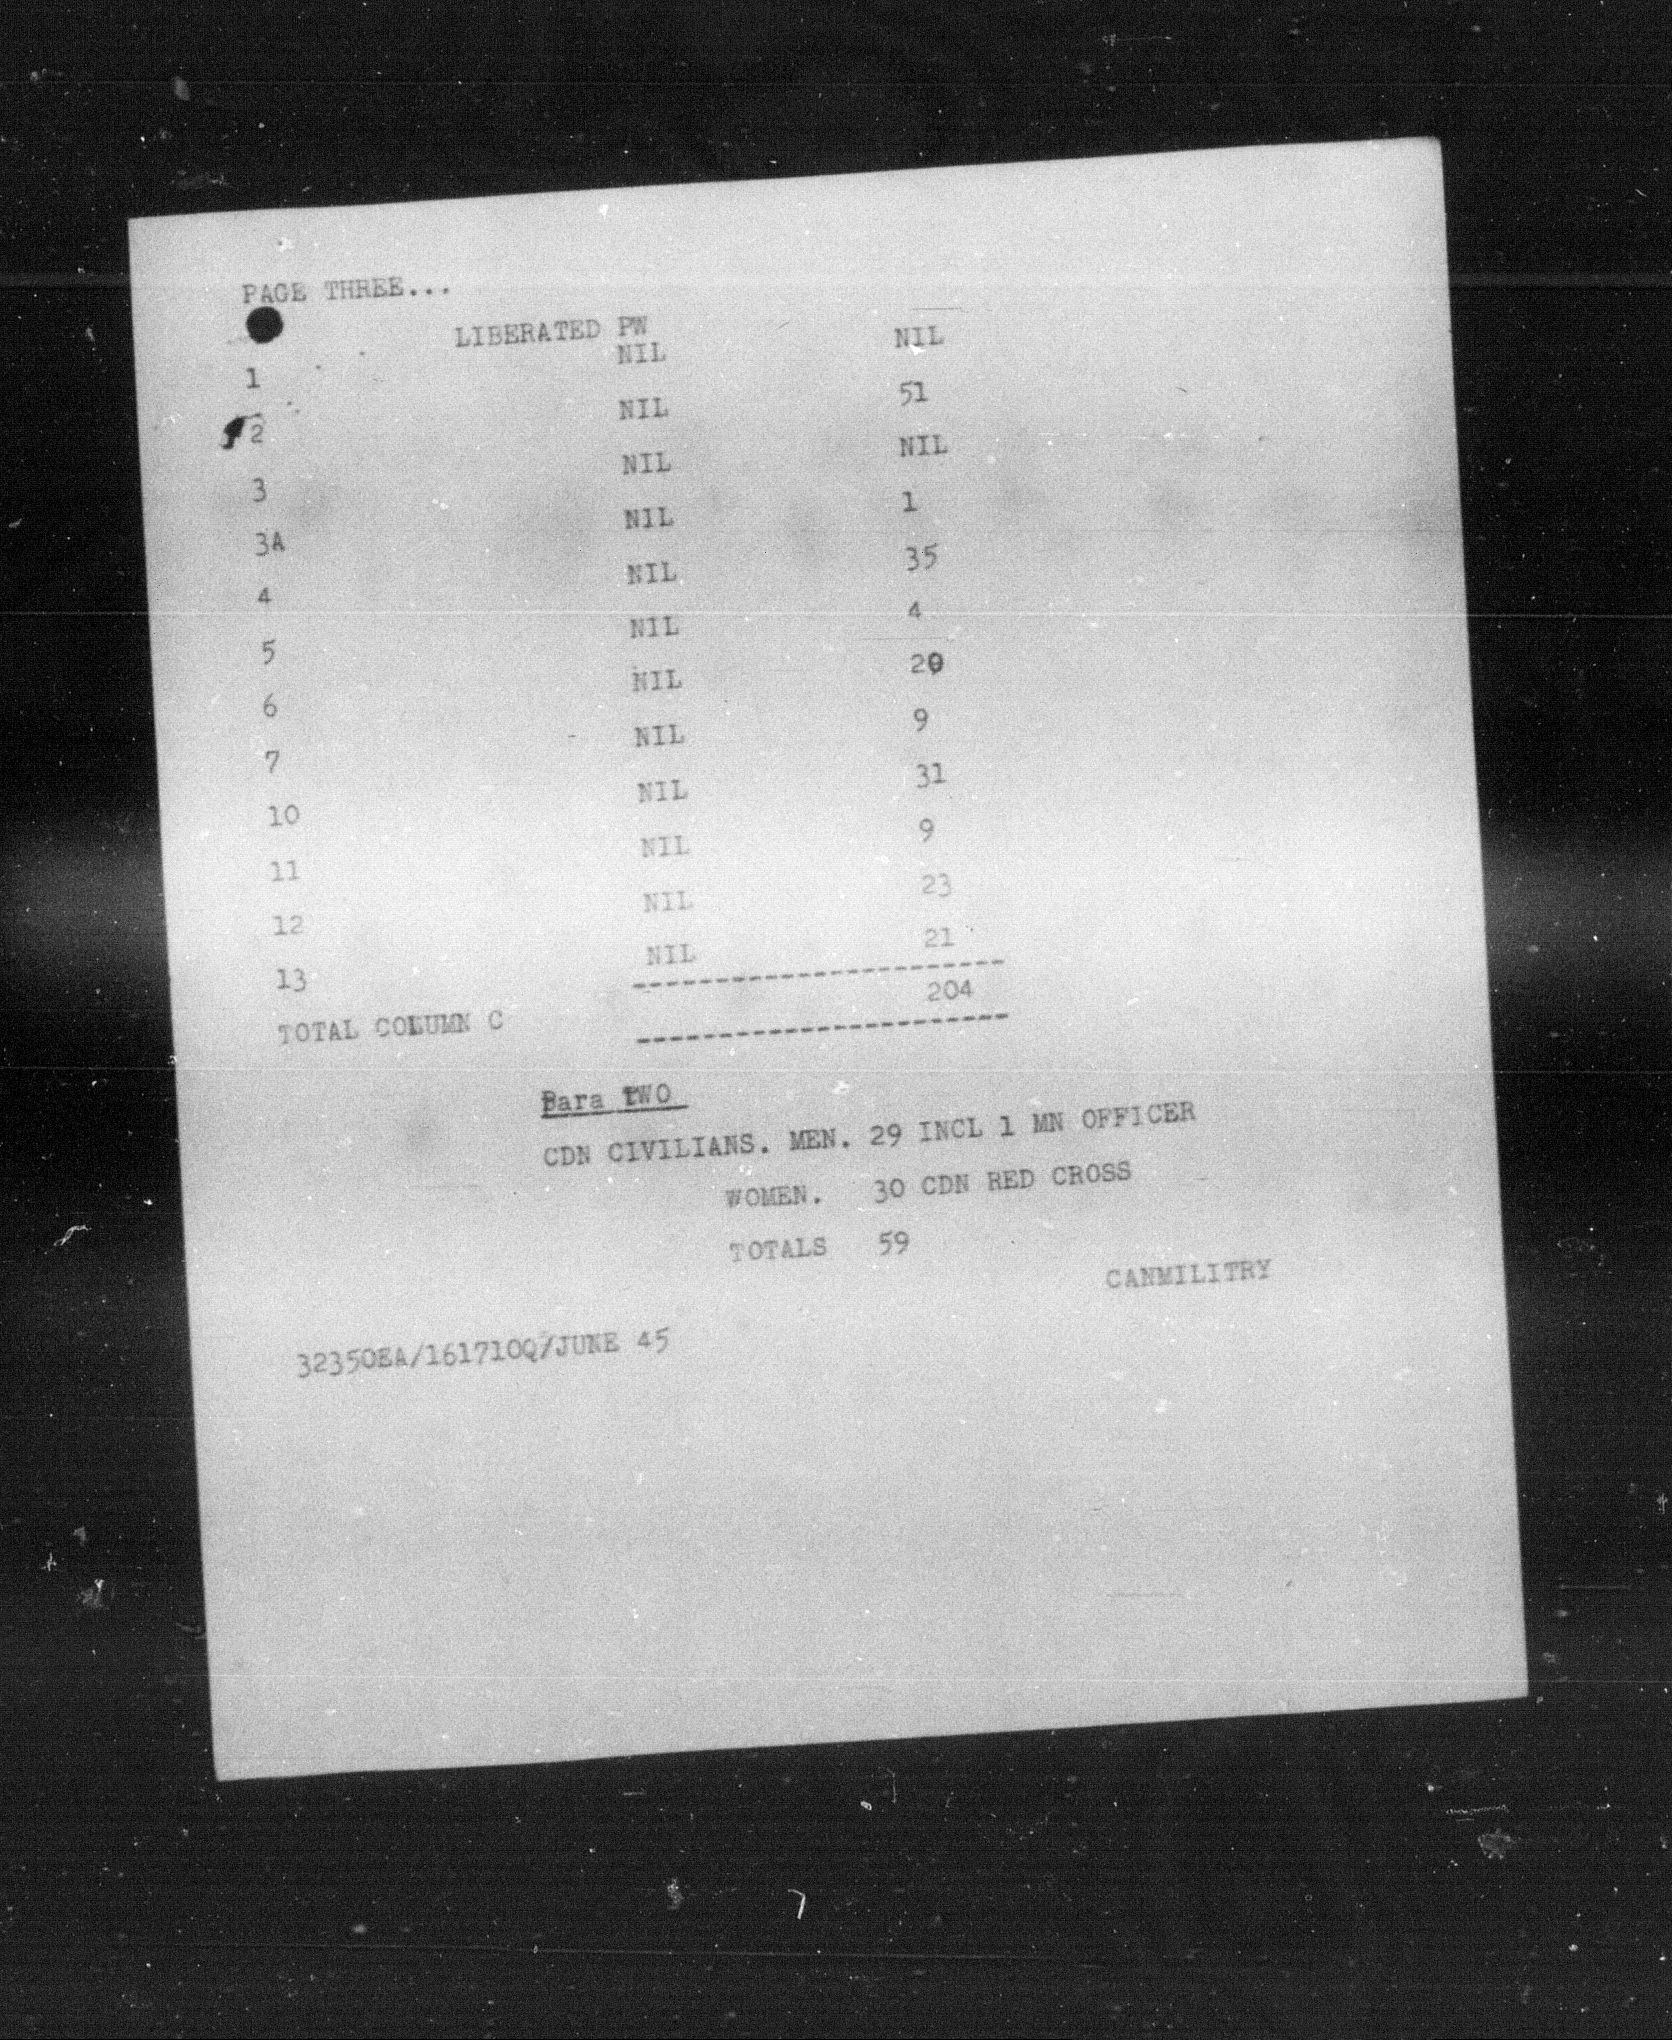 PAGE THREE...
LIBERATED PW
1 NIL NIL
2 NIL 51
3 NIL NIL
3A NIL 1
4 NIL 35
5 NIL 4
6 NIL 20
7 NIL 9
10 NIL 31
11 NIL 9
12 NIL 23
13 NIL 21
-----------------------
TOTAL COLUMN C 204
-----------------------
Para TWO
CDN CIVILIANS. MEN. 29 INCL 1 MN OFFICER
WOMEN. 30 CDN RED CROSS
TOTALS 59
CANMILITRY
32350EA/161710Q/JUNE 45